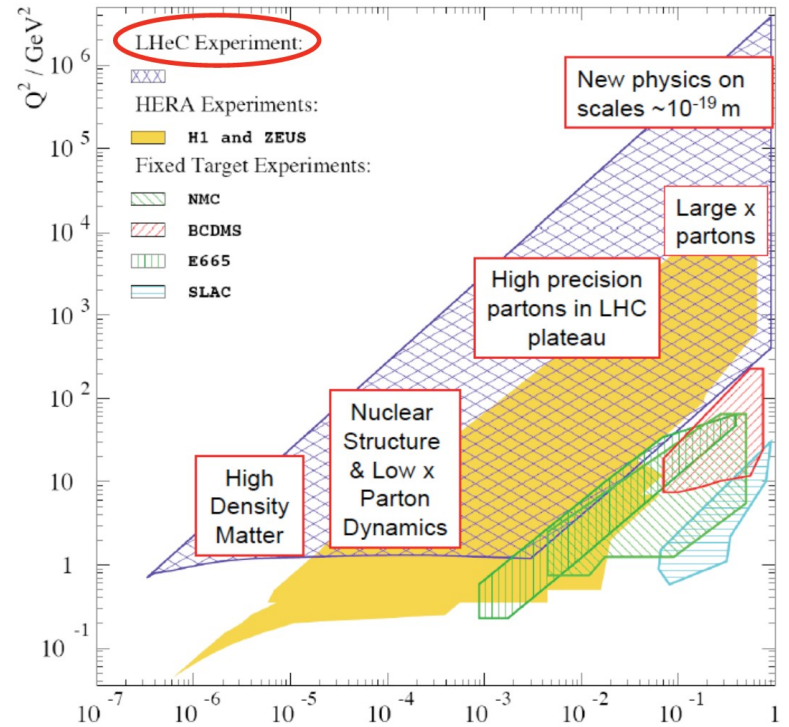 Q² / GeV²
LHeC Experiment:
HERA Experiments:
H1 and ZEUS
Fixed Target Experiments:
NMC
BCDMS
E665
SLAC
New physics on
scales ~10⁻¹⁹ m
Large x
partons
High precision
partons in LHC
plateau
Nuclear
Structure
& Low x
Parton
Dynamics
High
Density
Matter
10⁶
10⁵
10⁴
10³
10²
10
1
10⁻¹
10⁻⁷ 10⁻⁶ 10⁻⁵ 10⁻⁴ 10⁻³ 10⁻² 10⁻¹ 1